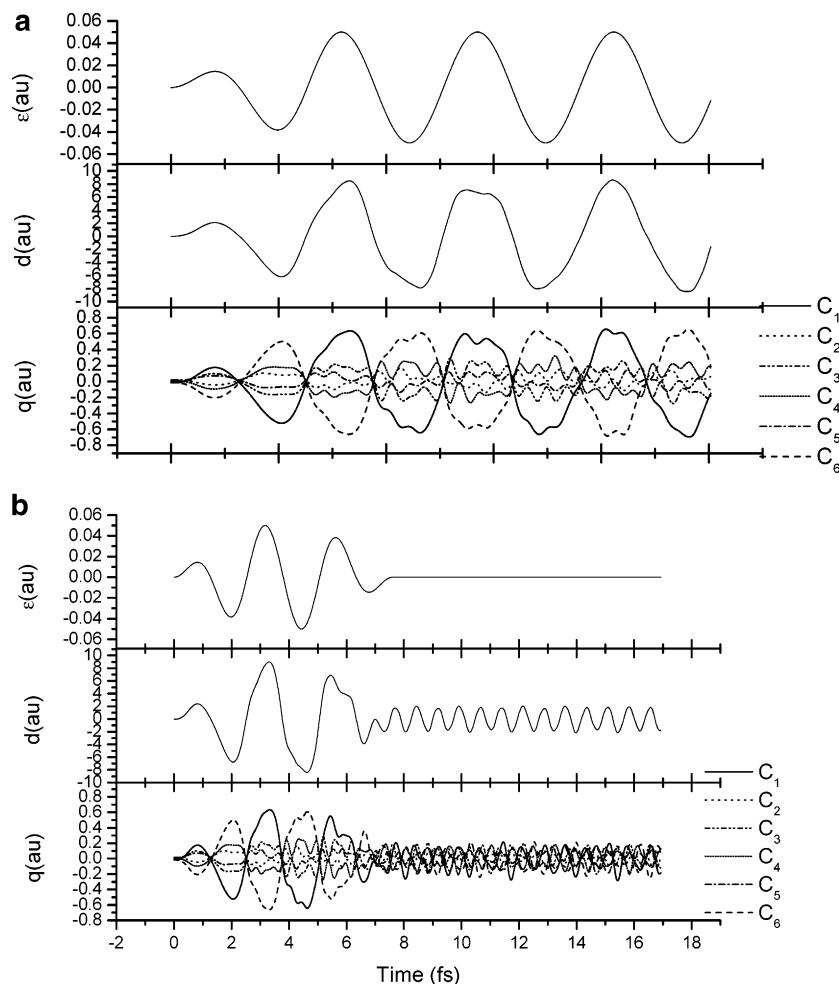 a
ε(au)
0.06
0.04
0.02
0.00
-0.02
-0.04
-0.06
d(au)
10
8
6
4
2
0
-2
-4
-6
-8
-10
q(au)
0.8
0.6
0.4
0.2
0.0
-0.2
-0.4
-0.6
-0.8
C₁
C₂
C₃
C₄
C₅
C₆
b
ε(au)
0.06
0.04
0.02
0.00
-0.02
-0.04
-0.06
d(au)
10
8
6
4
2
0
-2
-4
-6
-8
-10
q(au)
0.8
0.6
0.4
0.2
0.0
-0.2
-0.4
-0.6
-0.8
C₁
C₂
C₃
C₄
C₅
C₆
-2 0 2 4 6 8 10 12 14 16 18
Time (fs)